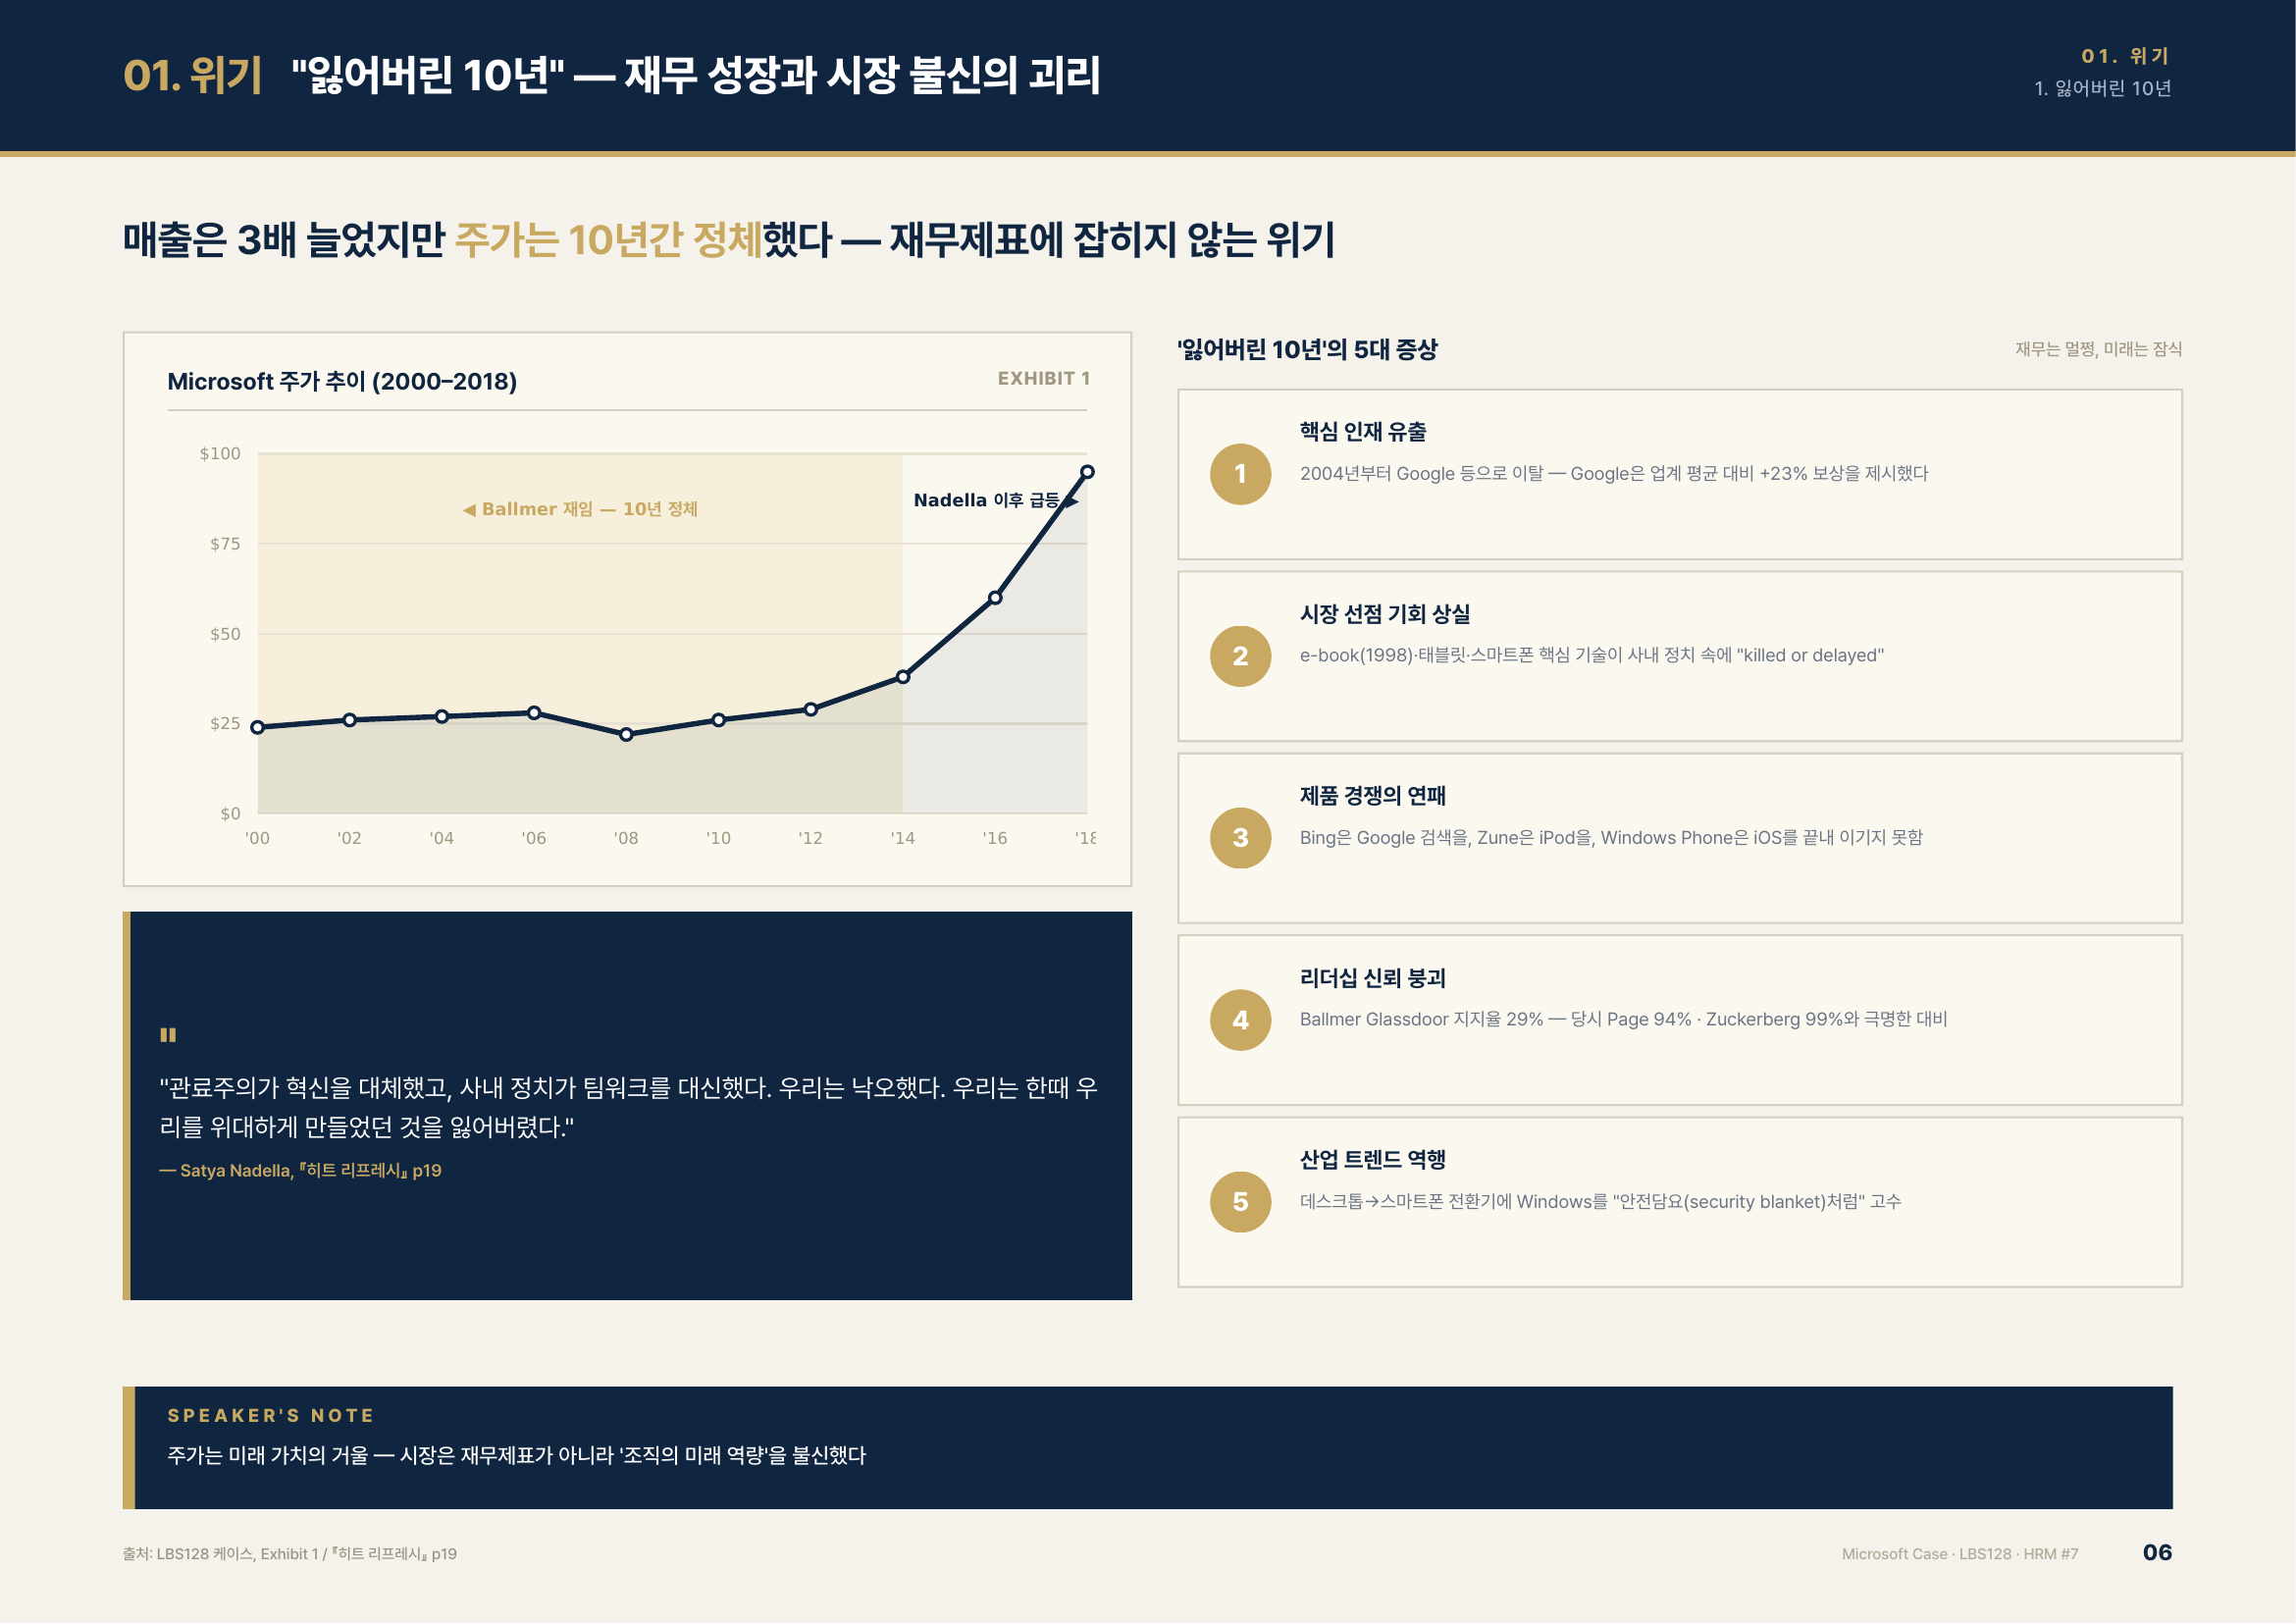 01. 위기 "잃어버린 10년" — 재무 성장과 시장 불신의 괴리
01. 위기
1. 잃어버린 10년
매출은 3배 늘었지만 주가는 10년간 정체했다 — 재무제표에 잡히지 않는 위기
Microsoft 주가 추이 (2000–2018)
EXHIBIT 1
$100
$75
$50
$25
$0
◀ Ballmer 재임 — 10년 정체
Nadella 이후 급등 ▶
'00 '02 '04 '06 '08 '10 '12 '14 '16 '18
"
"관료주의가 혁신을 대체했고, 사내 정치가 팀워크를 대신했다. 우리는 낙오했다. 우리는 한때 우
리를 위대하게 만들었던 것을 잃어버렸다."
— Satya Nadella, 『히트 리프레시』 p19
'잃어버린 10년'의 5대 증상
재무는 멀쩡, 미래는 잠식
1
핵심 인재 유출
2004년부터 Google 등으로 이탈 — Google은 업계 평균 대비 +23% 보상을 제시했다
2
시장 선점 기회 상실
e-book(1998)·태블릿·스마트폰 핵심 기술이 사내 정치 속에 "killed or delayed"
3
제품 경쟁의 연패
Bing은 Google 검색을, Zune은 iPod을, Windows Phone은 iOS를 끝내 이기지 못함
4
리더십 신뢰 붕괴
Ballmer Glassdoor 지지율 29% — 당시 Page 94% · Zuckerberg 99%와 극명한 대비
5
산업 트렌드 역행
데스크톱→스마트폰 전환기에 Windows를 "안전담요(security blanket)처럼" 고수
SPEAKER'S NOTE
주가는 미래 가치의 거울 — 시장은 재무제표가 아니라 '조직의 미래 역량'을 불신했다
출처: LBS128 케이스, Exhibit 1 / 『히트 리프레시』 p19
Microsoft Case · LBS128 · HRM #7
06